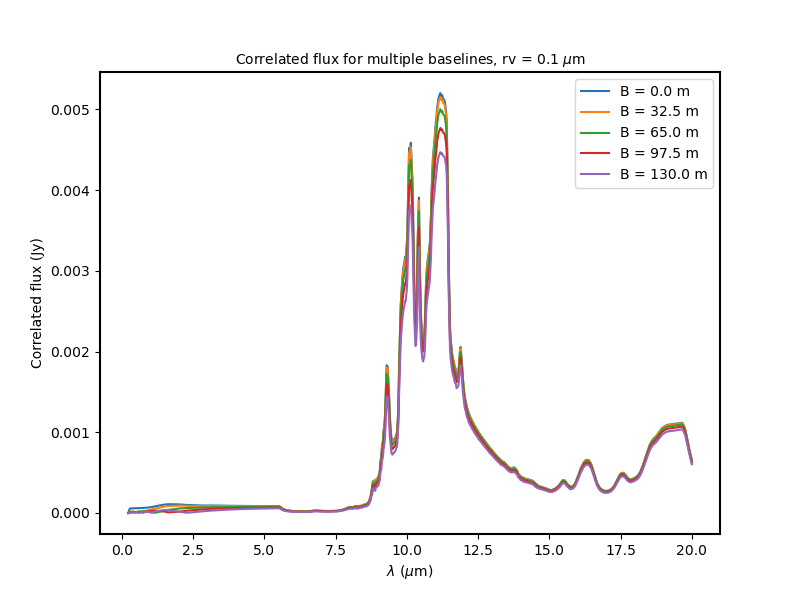 Correlated flux for multiple baselines, rv = 0.1 μm
B = 0.0 m
B = 32.5 m
B = 65.0 m
B = 97.5 m
B = 130.0 m
Correlated flux (Jy)
0.005
0.004
0.003
0.002
0.001
0.000
0.0 2.5 5.0 7.5 10.0 12.5 15.0 17.5 20.0
λ (μm)